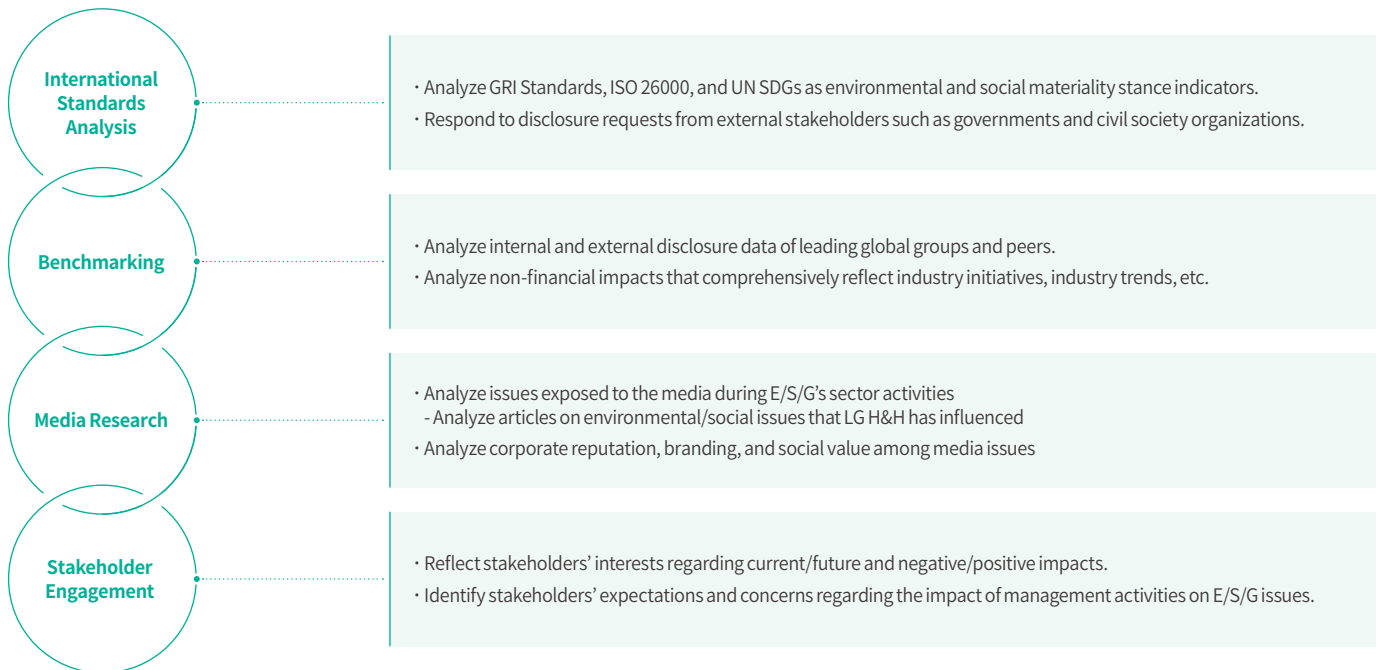 International
Standards
Analysis
· Analyze GRI Standards, ISO 26000, and UN SDGs as environmental and social materiality stance indicators.
· Respond to disclosure requests from external stakeholders such as governments and civil society organizations.
Benchmarking
· Analyze internal and external disclosure data of leading global groups and peers.
· Analyze non-financial impacts that comprehensively reflect industry initiatives, industry trends, etc.
Media Research
· Analyze issues exposed to the media during E/S/G’s sector activities
- Analyze articles on environmental/social issues that LG H&H has influenced
· Analyze corporate reputation, branding, and social value among media issues
Stakeholder
Engagement
· Reflect stakeholders’ interests regarding current/future and negative/positive impacts.
· Identify stakeholders’ expectations and concerns regarding the impact of management activities on E/S/G issues.